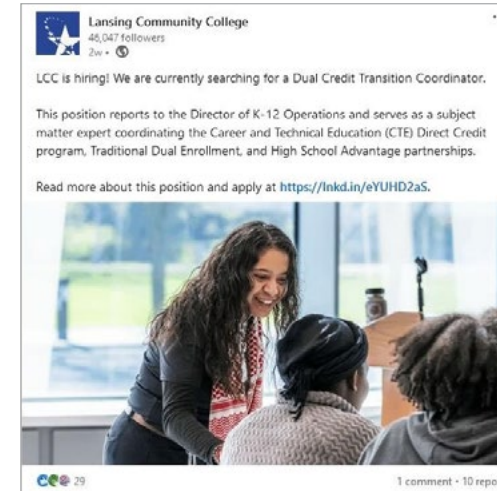 Lansing Community College
46,047 followers
2w •
LCC is hiring! We are currently searching for a Dual Credit Transition Coordinator.
This position reports to the Director of K-12 Operations and serves as a subject
matter expert coordinating the Career and Technical Education (CTE) Direct Credit
program, Traditional Dual Enrollment, and High School Advantage partnerships.
Read more about this position and apply at https://lnkd.in/eYUHD2aS.
29
1 comment • 10 repo